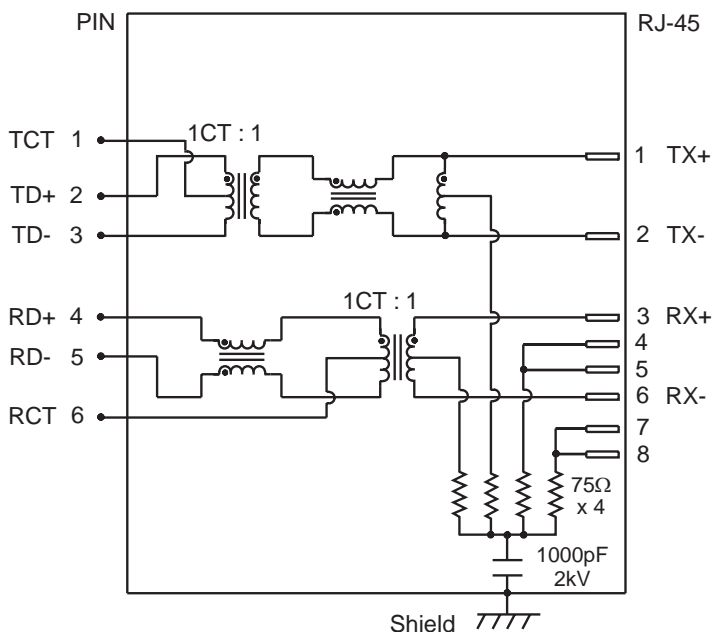 PIN
RJ-45
TCT 1
1CT : 1
1 TX+
TD+ 2
TD- 3
2 TX-
RD+ 4
1CT : 1
3 RX+
4
RD- 5
5
6 RX-
RCT 6
7
8
75Ω
x 4
1000pF
2kV
Shield